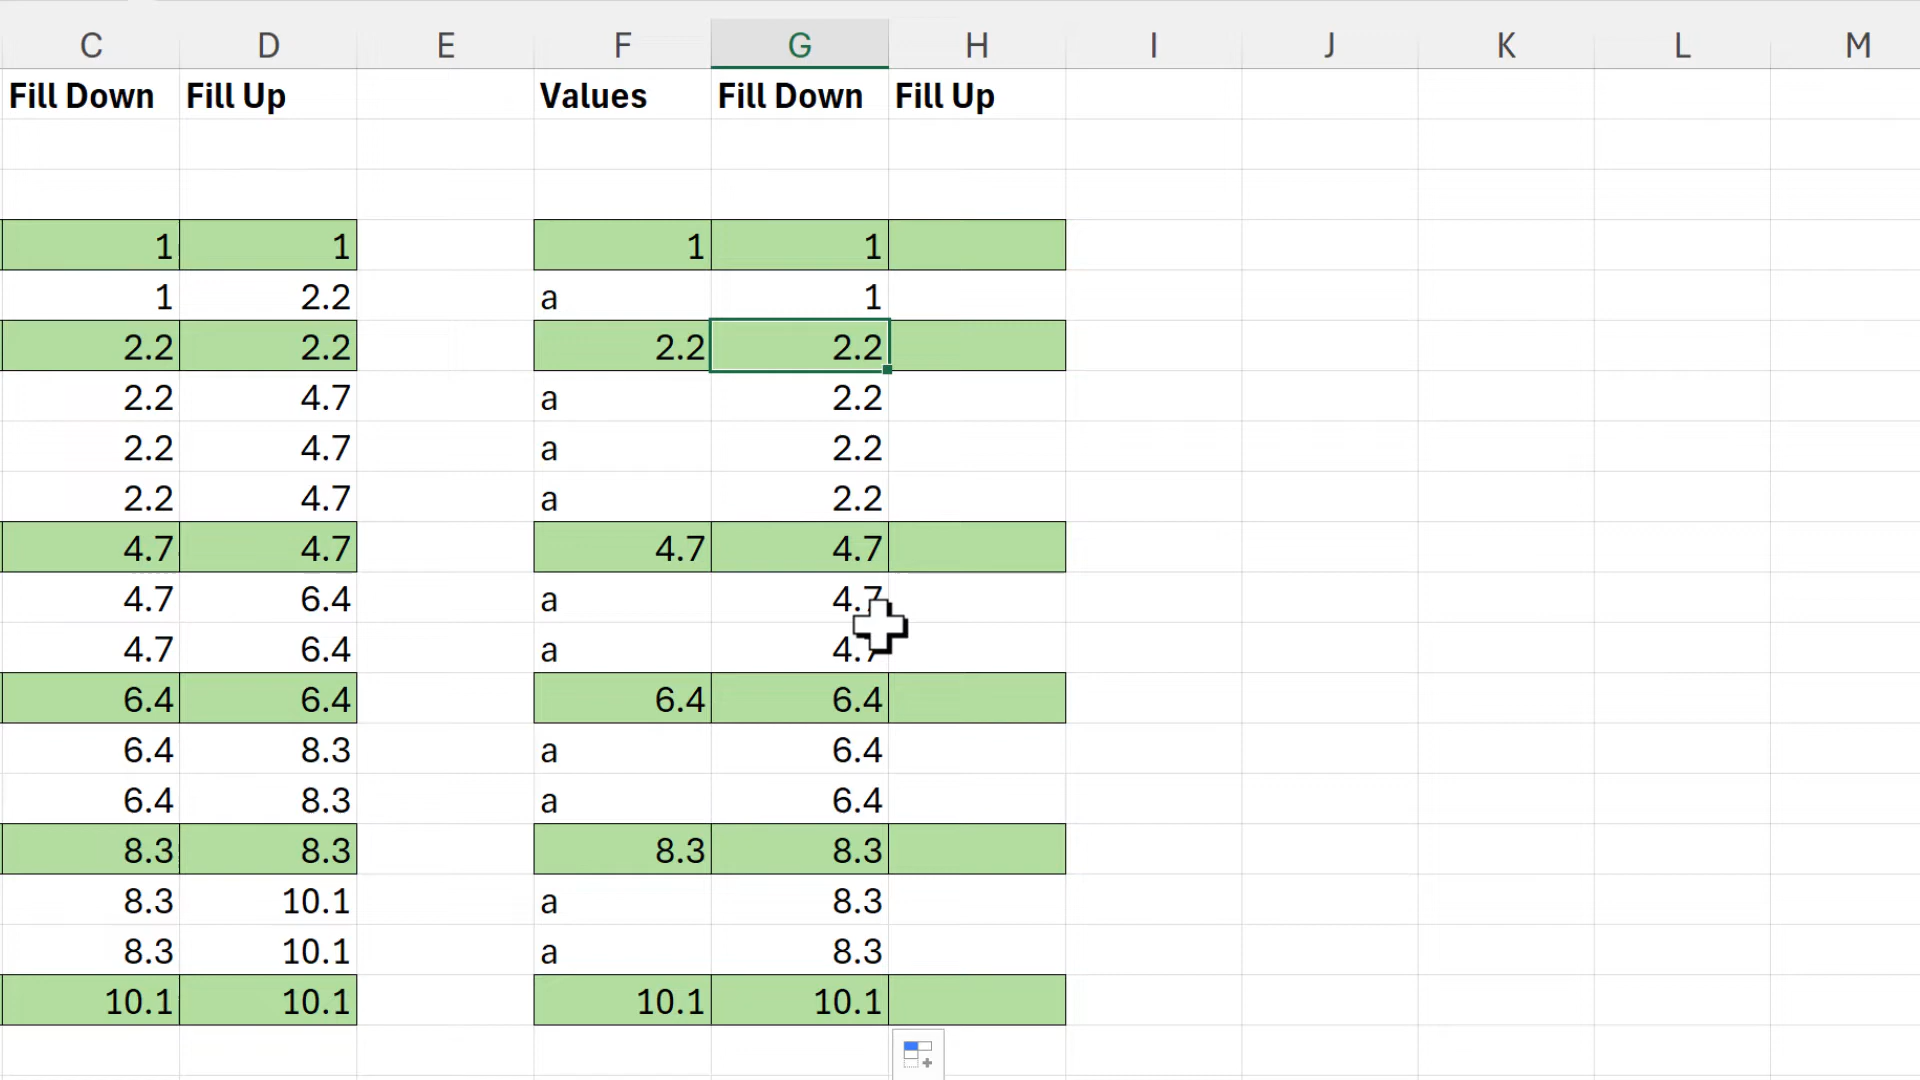 C D E F G H I J K L M
Fill Down Fill Up Values Fill Down Fill Up
1 1 1 1
1 2.2 a 1
2.2 2.2 2.2 2.2
2.2 4.7 a 2.2
2.2 4.7 a 2.2
2.2 4.7 a 2.2
4.7 4.7 4.7 4.7
4.7 6.4 a 4.7
4.7 6.4 a 4.7
6.4 6.4 6.4 6.4
6.4 8.3 a 6.4
6.4 8.3 a 6.4
8.3 8.3 8.3 8.3
8.3 10.1 a 8.3
8.3 10.1 a 8.3
10.1 10.1 10.1 10.1